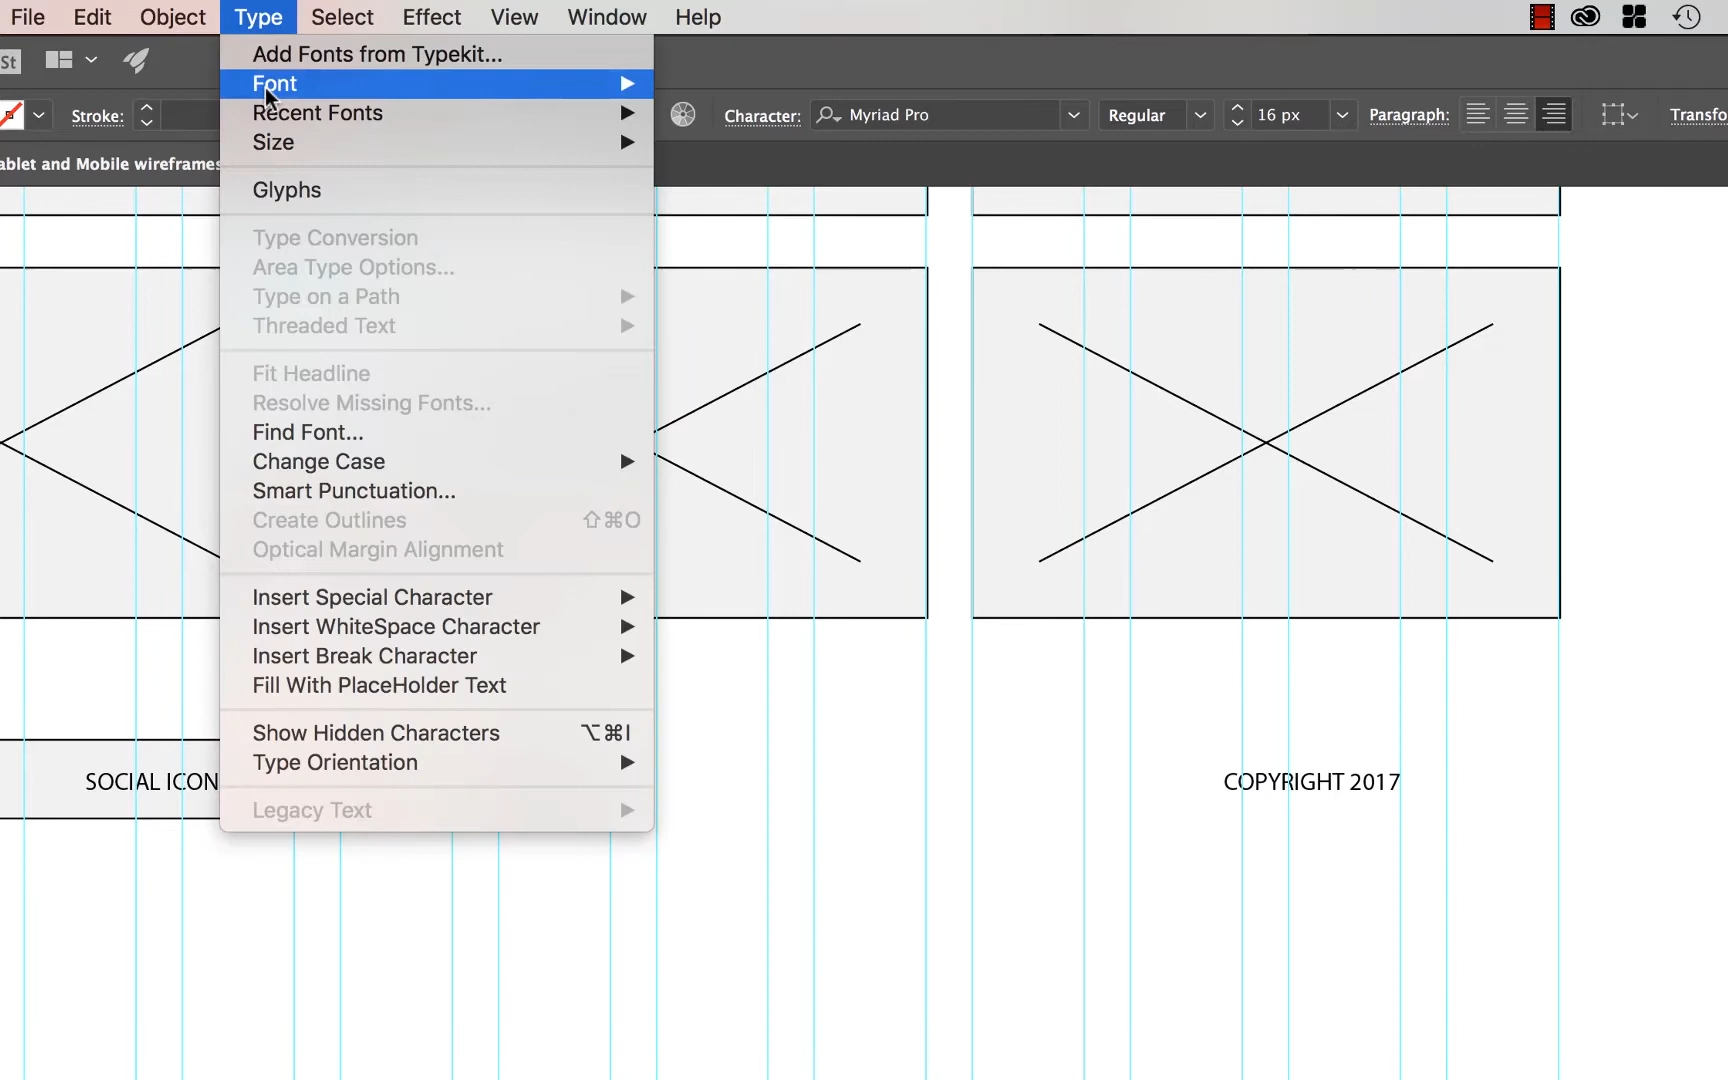 File Edit Object Type Select Effect View Window Help
Add Fonts from Typekit...
St
Font
Stroke:
Character: Myriad Pro Regular 16 px Paragraph: Transfo
Recent Fonts
Size
ablet and Mobile wireframes
Glyphs
Type Conversion
Area Type Options...
Type on a Path
Threaded Text
Fit Headline
Resolve Missing Fonts...
Find Font...
Change Case
Smart Punctuation...
Create Outlines ⇧⌘O
Optical Margin Alignment
Insert Special Character
Insert WhiteSpace Character
Insert Break Character
Fill With PlaceHolder Text
Show Hidden Characters ⌥⌘I
Type Orientation
SOCIAL ICON
COPYRIGHT 2017
Legacy Text